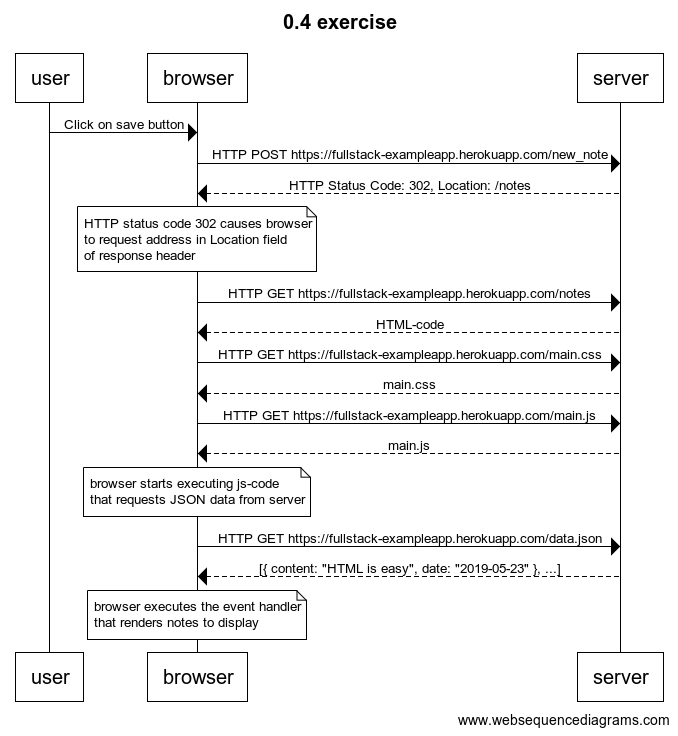 0.4 exercise
user
browser
server
Click on save button
HTTP POST https://fullstack-exampleapp.herokuapp.com/new_note
HTTP Status Code: 302, Location: /notes
HTTP status code 302 causes browser
to request address in Location field
of response header
HTTP GET https://fullstack-exampleapp.herokuapp.com/notes
HTML-code
HTTP GET https://fullstack-exampleapp.herokuapp.com/main.css
main.css
HTTP GET https://fullstack-exampleapp.herokuapp.com/main.js
main.js
browser starts executing js-code
that requests JSON data from server
HTTP GET https://fullstack-exampleapp.herokuapp.com/data.json
[{ content: "HTML is easy", date: "2019-05-23" }, ...]
browser executes the event handler
that renders notes to display
user
browser
server
www.websequencediagrams.com